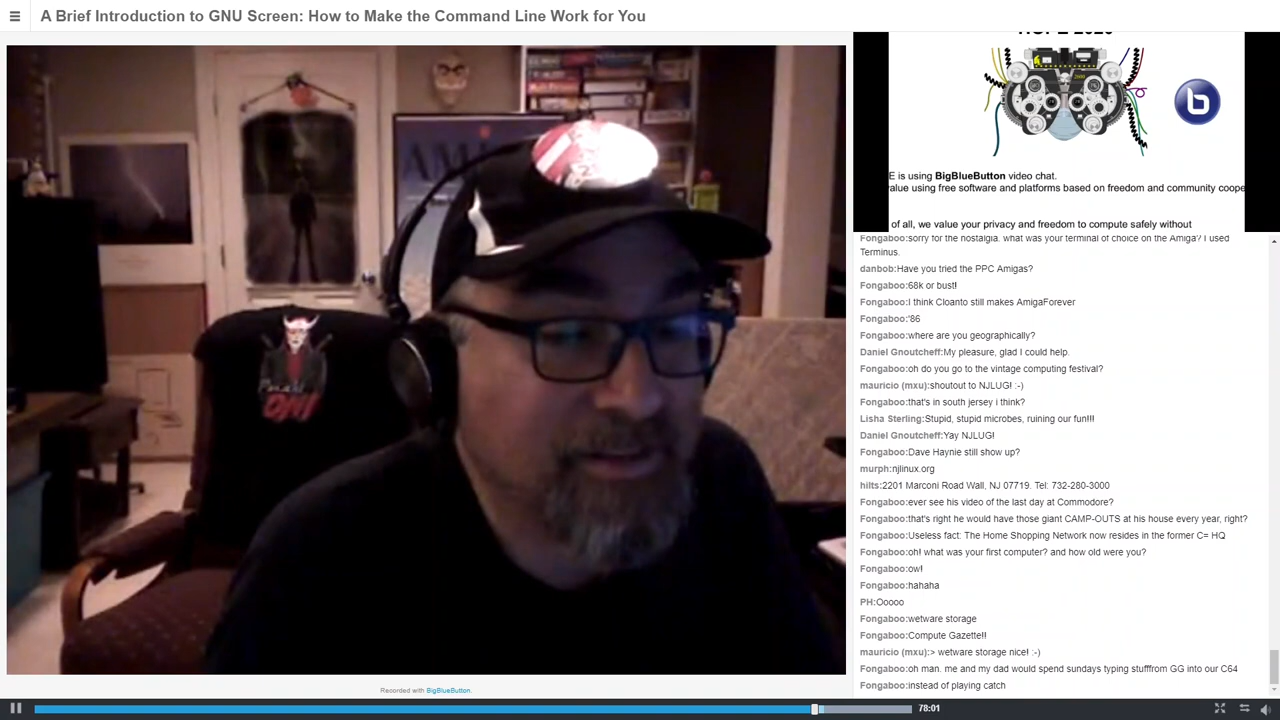 A Brief Introduction to GNU Screen: How to Make the Command Line Work for You
E is using BigBlueButton video chat.
alue using free software and platforms based on freedom and community coope
of all, we value your privacy and freedom to compute safely without
Fongaboo:sorry for the nostalgia. what was your terminal of choice on the Amiga? I used
Terminus.
danbob:Have you tried the PPC Amigas?
Fongaboo:68k or bust!
Fongaboo:I think Cloanto still makes AmigaForever
Fongaboo:'86
Fongaboo:where are you geographically?
Daniel Gnoutcheff:My pleasure, glad I could help.
Fongaboo:oh do you go to the vintage computing festival?
mauricio (mxu):shoutout to NJLUG! :-)
Fongaboo:that's in south jersey i think?
Lisha Sterling:Stupid, stupid microbes, ruining our fun!!!
Daniel Gnoutcheff:Yay NJLUG!
Fongaboo:Dave Haynie still show up?
murph:njlinux.org
hilts:2201 Marconi Road Wall, NJ 07719. Tel: 732-280-3000
Fongaboo:ever see his video of the last day at Commodore?
Fongaboo:that's right he would have those giant CAMP-OUTS at his house every year, right?
Fongaboo:Useless fact: The Home Shopping Network now resides in the former C= HQ
Fongaboo:oh! what was your first computer? and how old were you?
Fongaboo:ow!
Fongaboo:hahaha
PH:Ooooo
Fongaboo:wetware storage
Fongaboo:Compute Gazette!!
mauricio (mxu):> wetware storage nice! :-)
Fongaboo:oh man. me and my dad would spend sundays typing stufffrom GG into our C64
Fongaboo:instead of playing catch
Recorded with BigBlueButton.
78:01